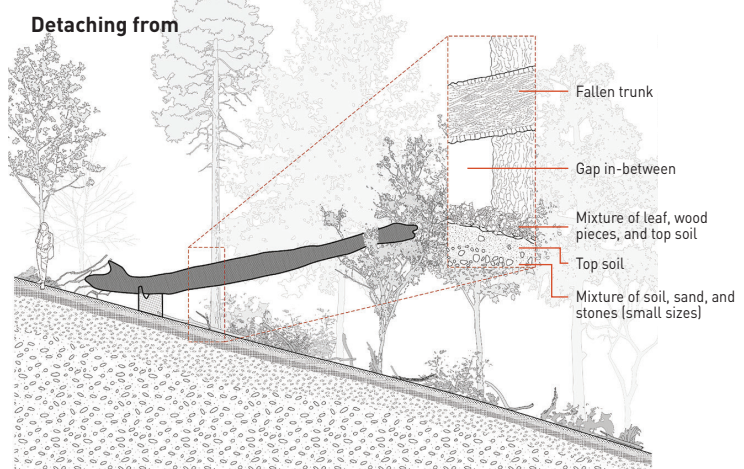 Detaching from
Fallen trunk
Gap in-between
Mixture of leaf, wood
pieces, and top soil
Top soil
Mixture of soil, sand, and
stones (small sizes)